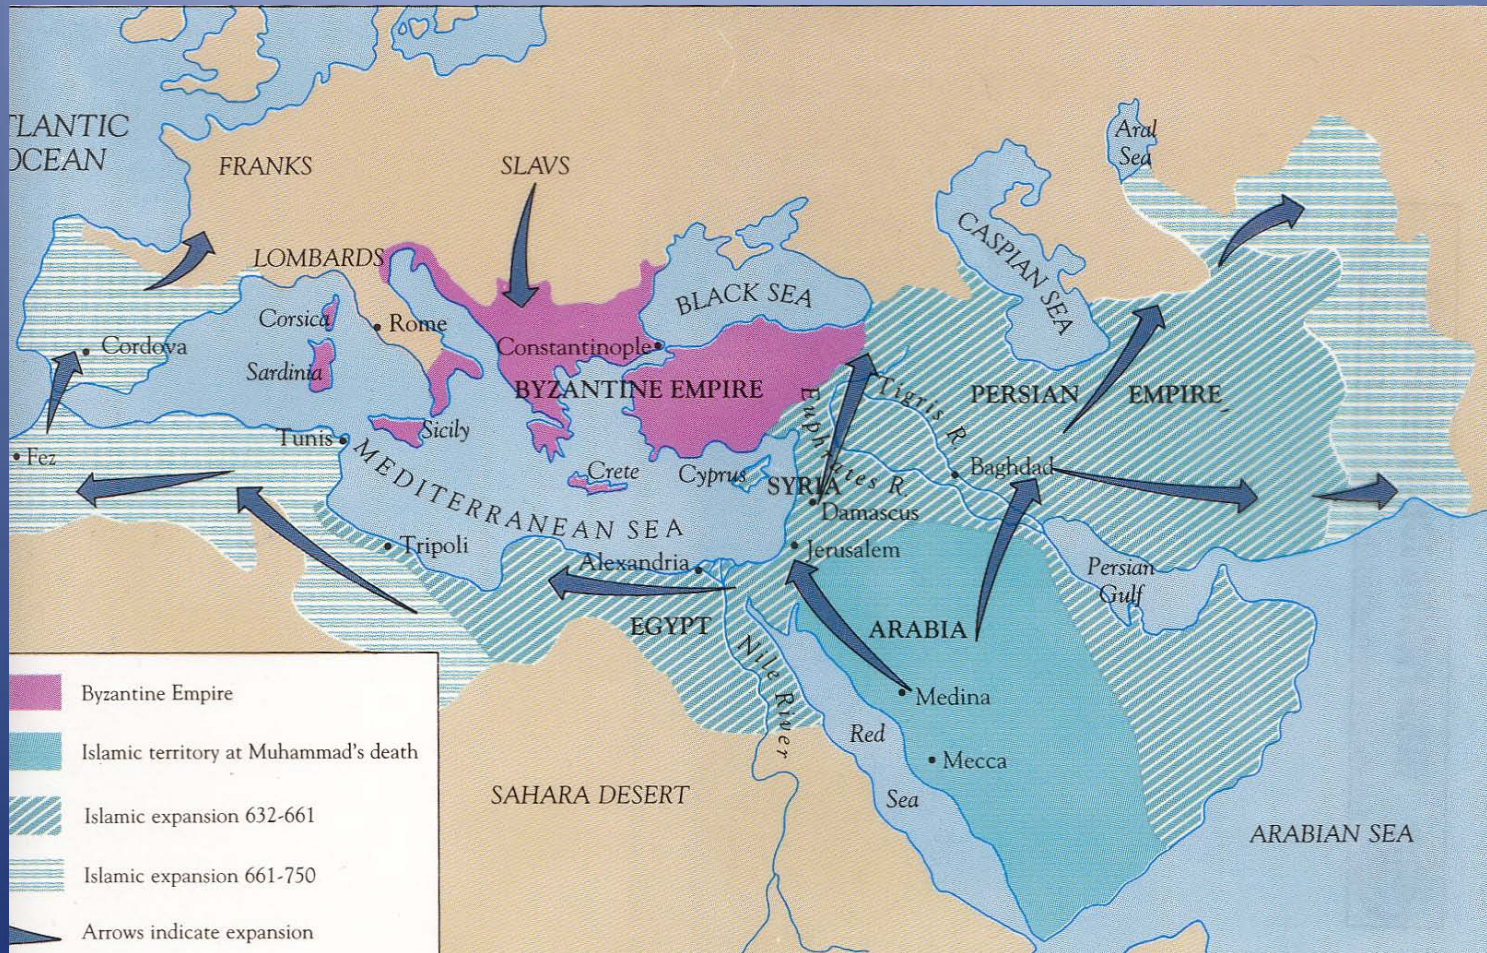 TLANTIC
OCEAN
FRANKS
SLAVS
Aral
Sea
LOMBARDS
CASPIAN SEA
BLACK SEA
Corsica
Rome
Cordova
Constantinople
Sardinia
BYZANTINE EMPIRE
PERSIAN EMPIRE
Tigris R.
Euphrates R.
Tunis
Sicily
Fez
MEDITERRANEAN SEA
Crete
Cyprus
SYRIA
Baghdad
Damascus
Tripoli
Jerusalem
Alexandria
Persian
Gulf
EGYPT
ARABIA
Nile River
Medina
Red
Sea
Mecca
SAHARA DESERT
ARABIAN SEA
Byzantine Empire
Islamic territory at Muhammad's death
Islamic expansion 632-661
Islamic expansion 661-750
Arrows indicate expansion